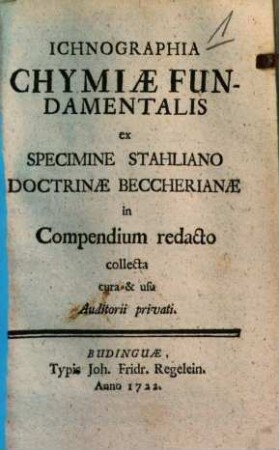 1
ICHNOGRAPHIA
CHYMIÆ FUN-
DAMENTALIS
ex
SPECIMINE STAHLIANO
DOCTRINÆ BECCHERIANÆ
in
Compendium redacto
collecta
cura & usu
Auditorii privati.
BUDINGUÆ,
Typis Joh. Fridr. Regelein.
Anno 1722.